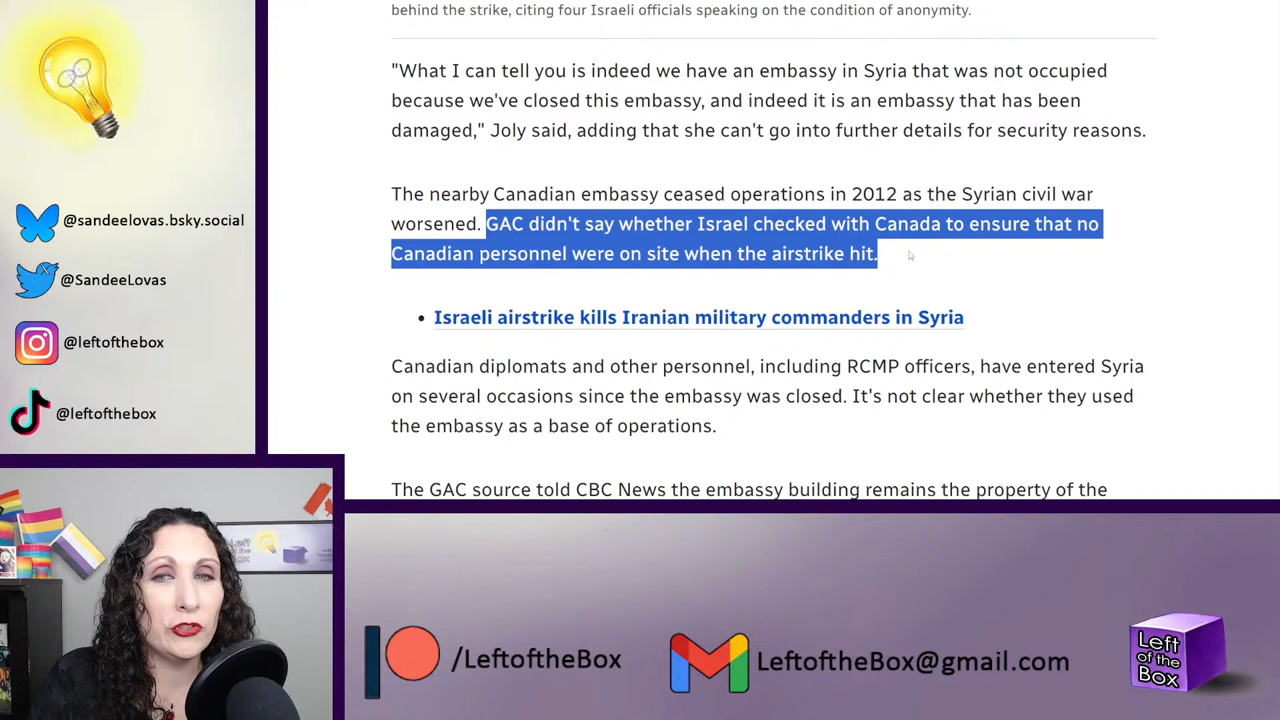 behind the strike, citing four Israeli officials speaking on the condition of anonymity.
"What I can tell you is indeed we have an embassy in Syria that was not occupied
because we've closed this embassy, and indeed it is an embassy that has been
damaged," Joly said, adding that she can't go into further details for security reasons.
The nearby Canadian embassy ceased operations in 2012 as the Syrian civil war
worsened. GAC didn't say whether Israel checked with Canada to ensure that no
Canadian personnel were on site when the airstrike hit.
• Israeli airstrike kills Iranian military commanders in Syria
Canadian diplomats and other personnel, including RCMP officers, have entered Syria
on several occasions since the embassy was closed. It's not clear whether they used
the embassy as a base of operations.
The GAC source told CBC News the embassy building remains the property of the
@sandeelovas.bsky.social
@SandeeLovas
@leftofthebox
@leftofthebox
Left
of the
Box
/LeftoftheBox
LeftoftheBox@gmail.com
Left
of the
Box